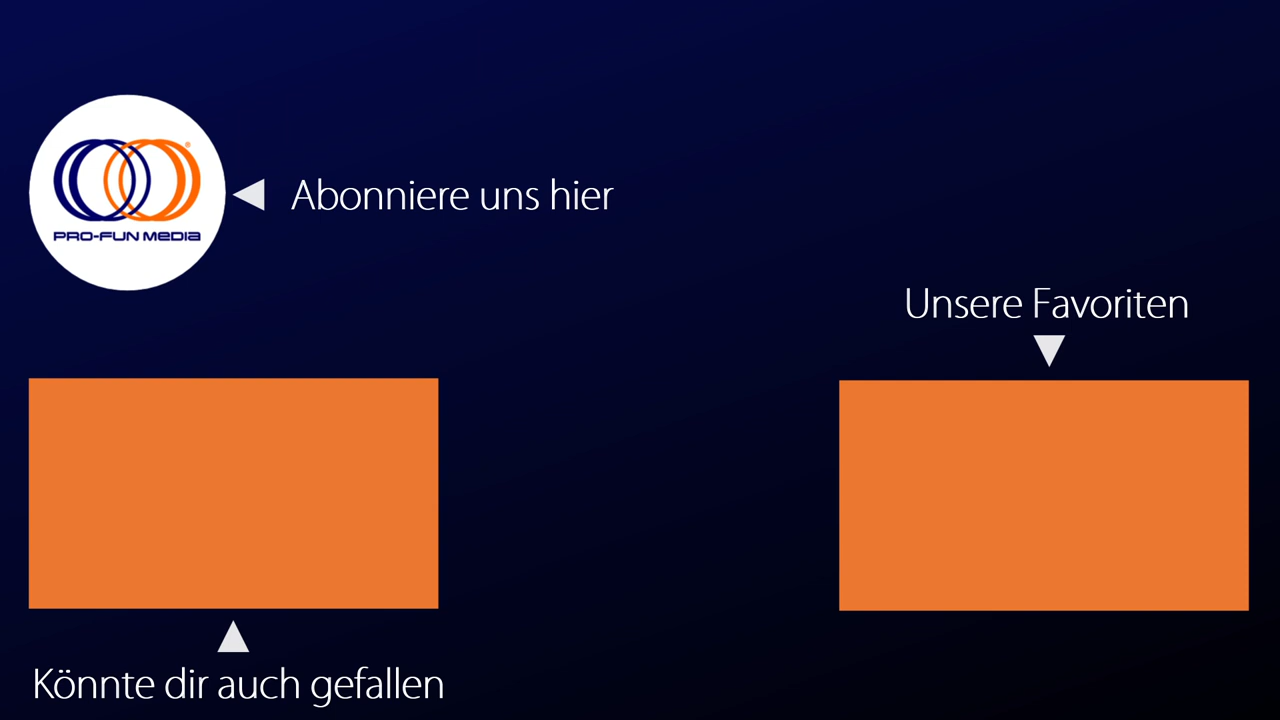 PRO-FUN MEDIA
Abonniere uns hier
Unsere Favoriten
Könnte dir auch gefallen